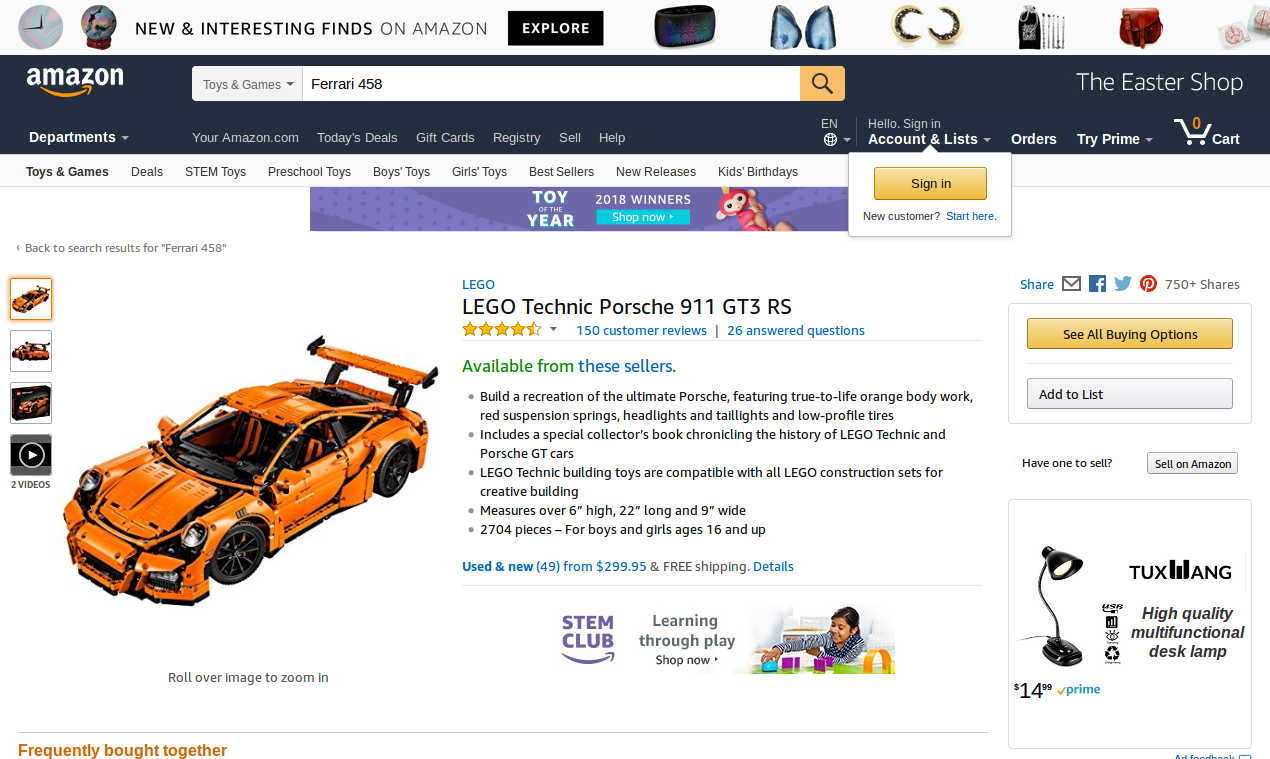 NEW & INTERESTING FINDS ON AMAZON EXPLORE
amazon
Toys & Games
Ferrari 458
The Easter Shop
Departments
Your Amazon.com
Today's Deals
Gift Cards
Registry
Sell
Help
EN
Hello. Sign in
Account & Lists
Orders
Try Prime
0
Cart
Toys & Games
Deals
STEM Toys
Preschool Toys
Boys' Toys
Girls' Toys
Best Sellers
New Releases
Kids' Birthdays
Sign in
New customer? Start here.
TOY
OF THE
YEAR
2018 WINNERS
Shop now
‹ Back to search results for "Ferrari 458"
2 VIDEOS
Roll over image to zoom in
LEGO
LEGO Technic Porsche 911 GT3 RS
150 customer reviews | 26 answered questions
Available from these sellers.
Build a recreation of the ultimate Porsche, featuring true-to-life orange body work,
red suspension springs, headlights and taillights and low-profile tires
Includes a special collector’s book chronicling the history of LEGO Technic and
Porsche GT cars
LEGO Technic building toys are compatible with all LEGO construction sets for
creative building
Measures over 6” high, 22” long and 9” wide
2704 pieces – For boys and girls ages 16 and up
Used & new (49) from $299.95 & FREE shipping. Details
STEM
CLUB
Learning
through play
Shop now
Share
750+ Shares
See All Buying Options
Add to List
Have one to sell?
Sell on Amazon
TUXWANG
USB
High quality
multifunctional
desk lamp
$14 99 prime
Ad feedback
Frequently bought together